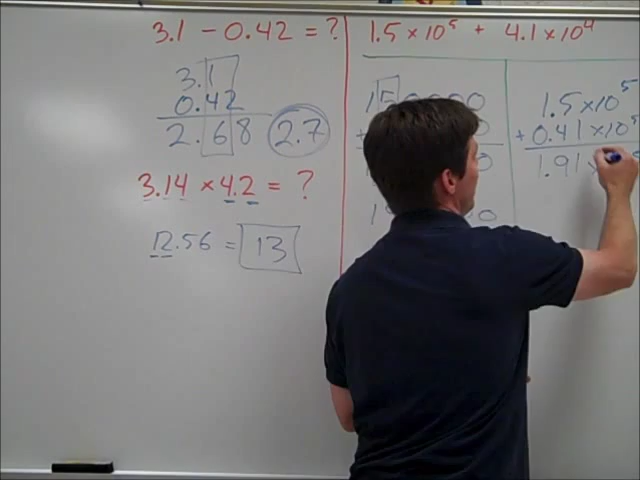 3.1 − 0.42 = ?
3.1
0.42
2.68 2.7
3.14 × 4.2 = ?
12.56 = 13
1.5 × 10⁵ + 4.1 × 10⁴
1.5 × 10⁵
+ 0.41 × 10⁵
1.91 ×